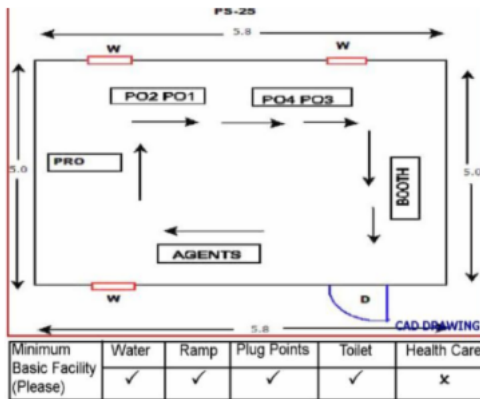 PS-25
5.8
W W
PO2 PO1 PO4 PO3
5.0 PRO BOOTH 5.0
AGENTS
W D
5.8 CAD DRAWING
Minimum Basic Facility (Please) Water Ramp Plug Points Toilet Health Care
✓ ✓ ✓ ✓ x